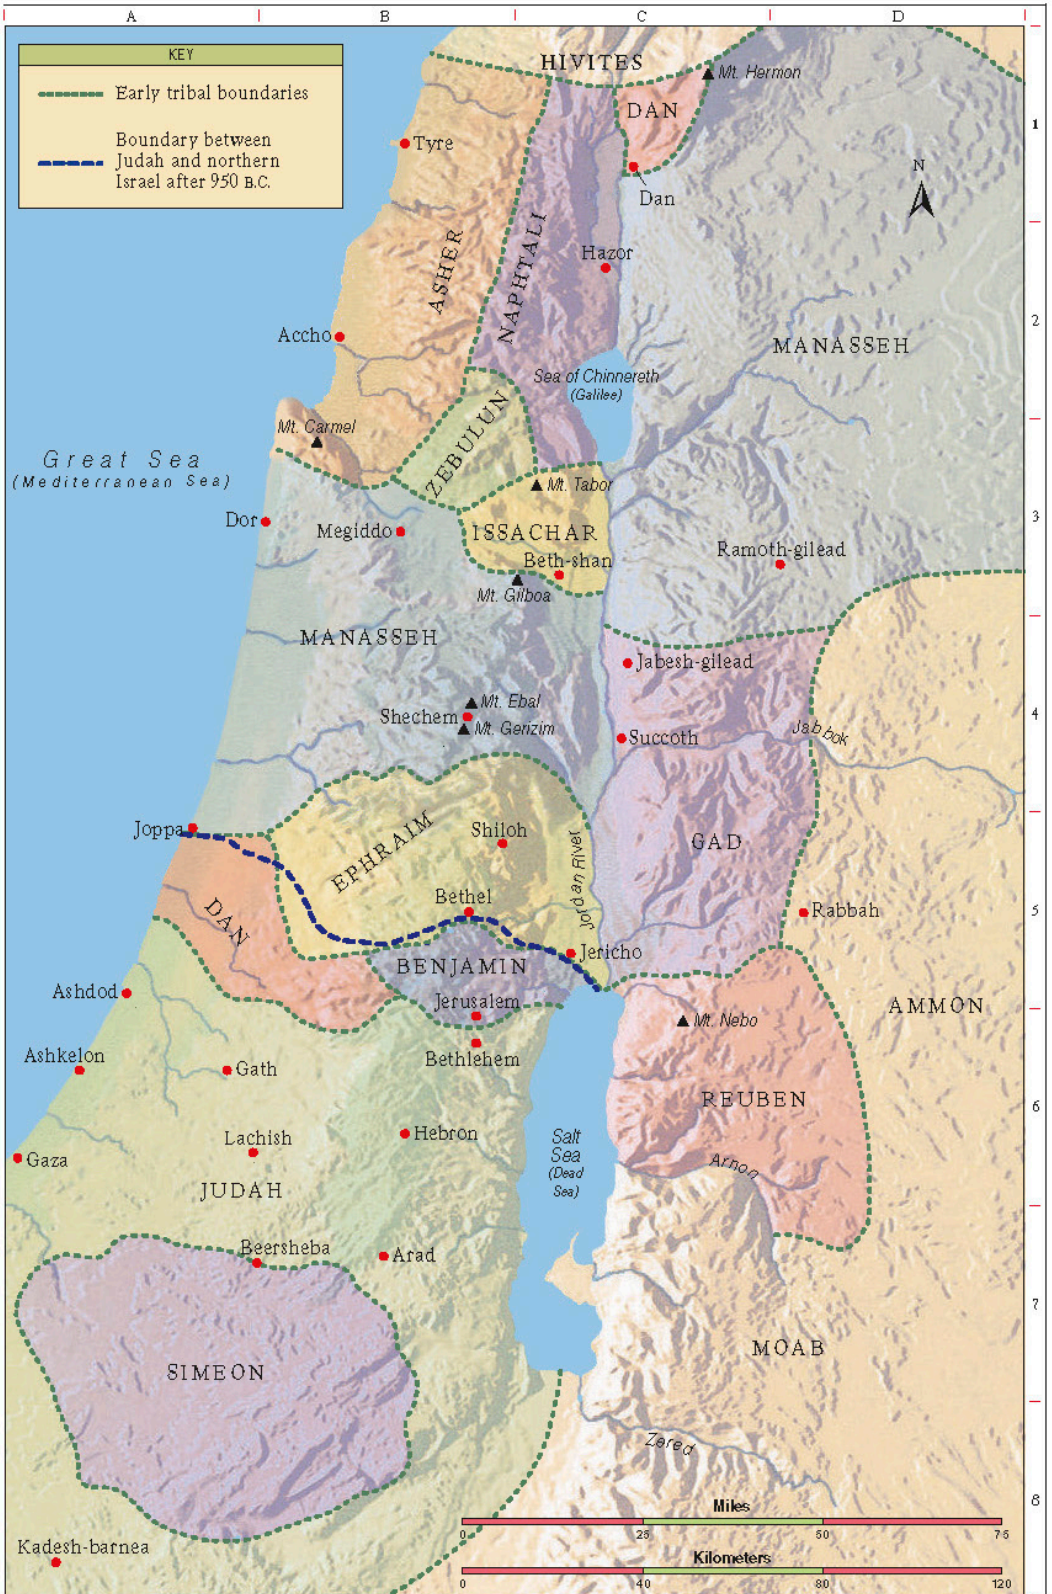 A B C D
KEY
Early tribal boundaries
Boundary between
Judah and northern
Israel after 950 B.C.
HIVITES
Mt. Hermon
DAN
1
Tyre
N
Dan
ASHER
NAPHTALI
Hazor
2
Accho
MANASSEH
Sea of Chinnereth
(Galilee)
Mt. Carmel
ZEBULUN
Great Sea
(Mediterranean Sea)
Mt. Tabor
3
Dor
Megiddo
ISSACHAR
Ramoth-gilead
Beth-shan
Mt. Gilboa
MANASSEH
Jabesh-gilead
Mt. Ebal
Shechem
4
Mt. Gerizim
Succoth
Jabbok
Joppa
EPHRAIM
Shiloh
GAD
Jordan River
Bethel
5
Rabbah
DAN
Jericho
BENJAMIN
Ashdod
Jerusalem
AMMON
Mt. Nebo
Ashkelon
Bethlehem
Gath
REUBEN
6
Lachish
Hebron
Salt
Sea
(Dead
Sea)
Gaza
Arnon
JUDAH
Beersheba
Arad
7
MOAB
SIMEON
Zered
8
Miles
0 25 50 75
Kadesh-barnea
Kilometers
0 40 80 120